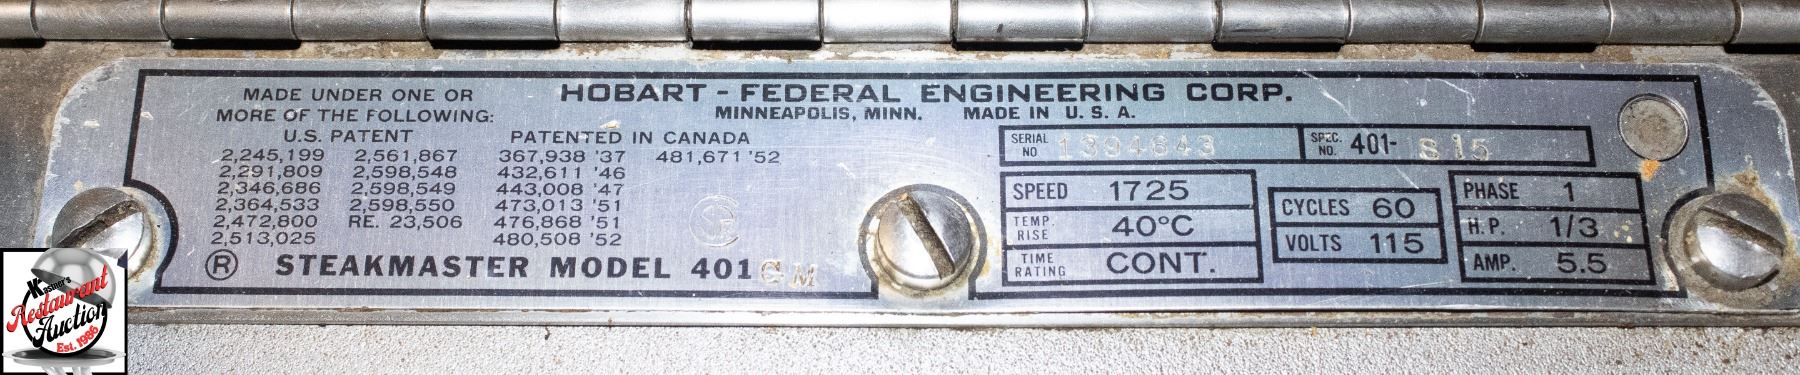 MADE UNDER ONE OR
MORE OF THE FOLLOWING:
U.S. PATENT PATENTED IN CANADA
2,245,199 2,561,867 367,938 '37 481,671 '52
2,291,809 2,598,548 432,611 '46
2,346,686 2,598,549 443,008 '47
2,364,533 2,598,550 473,013 '51
2,472,800 RE. 23,506 476,868 '51
2,513,025 480,508 '52
® STEAKMASTER MODEL 401 CM
HOBART - FEDERAL ENGINEERING CORP.
MINNEAPOLIS, MINN. MADE IN U. S. A.
SERIAL NO 1394643 SPEC. NO. 401- S15
SPEED 1725
TEMP. RISE 40°C
TIME RATING CONT.
CYCLES 60
VOLTS 115
PHASE 1
H.P. 1/3
AMP. 5.5
Kastner's
Restaurant
Auction
Est. 1986